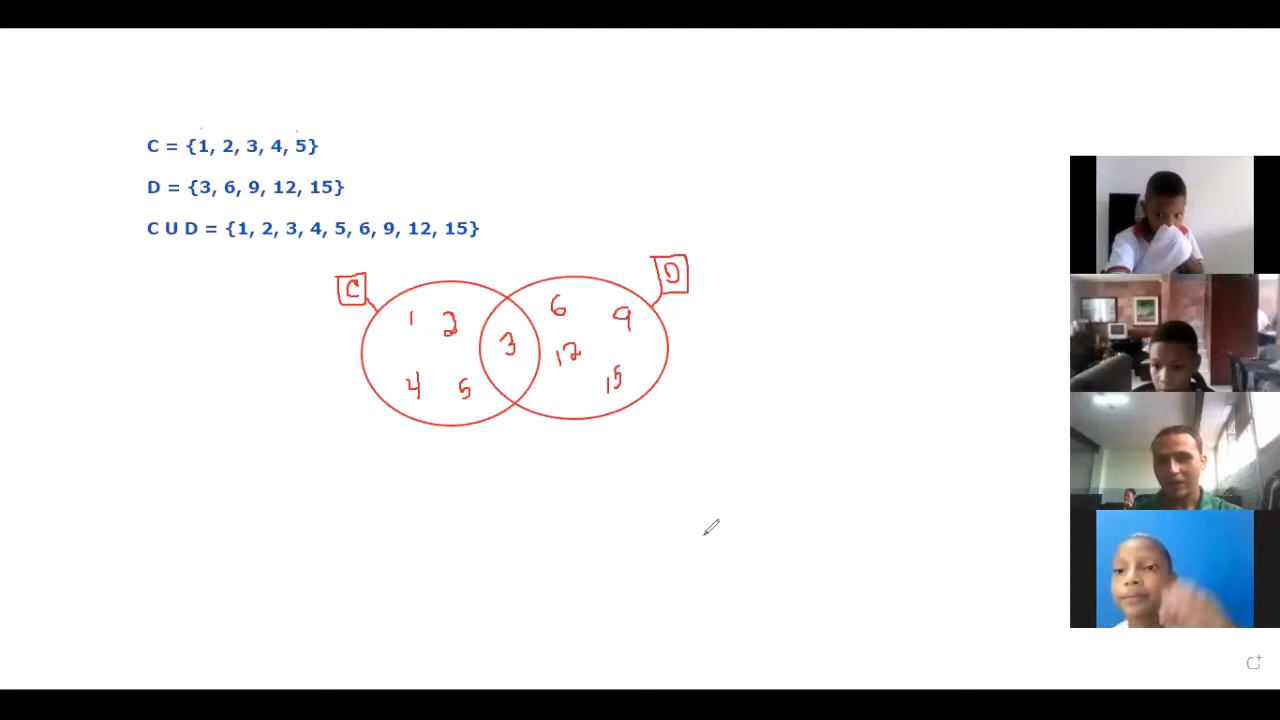 C = {1, 2, 3, 4, 5}
D = {3, 6, 9, 12, 15}
C U D = {1, 2, 3, 4, 5, 6, 9, 12, 15}
C D
1 2 3 6 9
12
4 5 15